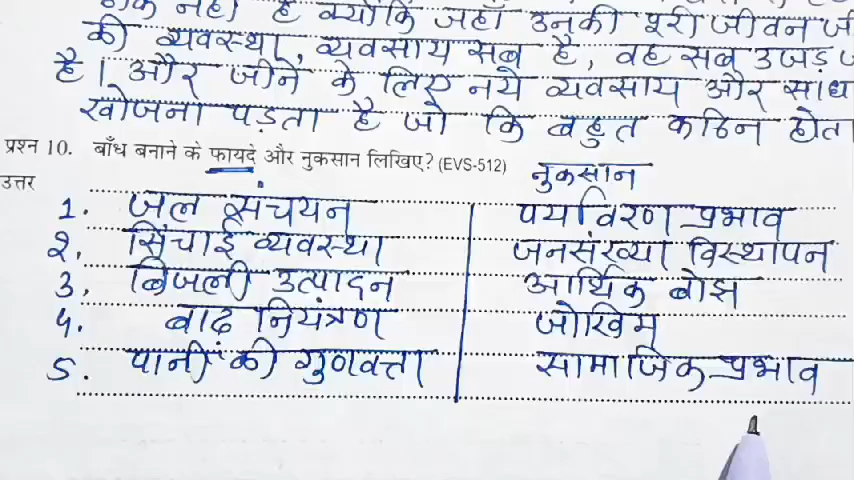 ठीक नहीं है क्योंकि जहाँ उनकी पूरी जीवन
की व्यवस्था, व्यवसाय सब है, वह सब उजड़
है। और जीने के लिए नये व्यवसाय और साध
खोजना पड़ता है जो कि बहुत कठिन होता
प्रश्न 10. बाँध बनाने के फायदे और नुकसान लिखिए? (EVS-512) नुकसान
उत्तर
1. जल संचयन पर्यावरण प्रभाव
2. सिंचाई व्यवस्था जनसंख्या विस्थापन
3. बिजली उत्पादन आर्थिक बोझ
4. बाढ़ नियंत्रण जोखिम
5. पानी की गुणवत्ता सामाजिक प्रभाव